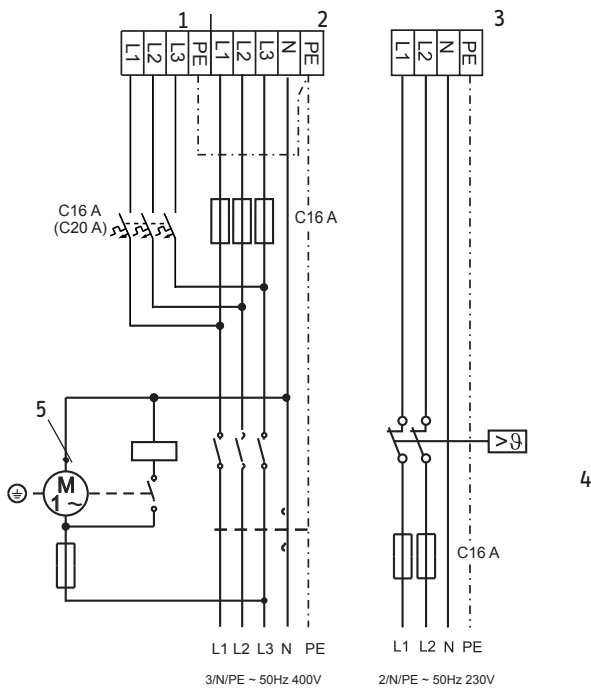 1 2
L1 L2 L3 PE L1 L2 L3 N PE
3
L1 L2 N PE
C16 A
(C20 A)
C16 A
5
M
1 ~
>ϑ
4
C16 A
L1 L2 L3 N PE
L1 L2 N PE
3/N/PE ~ 50Hz 400V
2/N/PE ~ 50Hz 230V